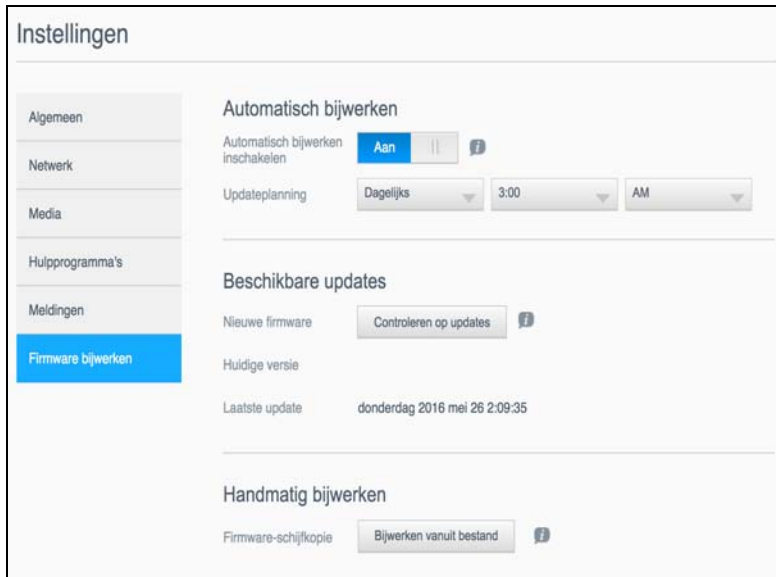 Instellingen
Algemeen
Netwerk
Media
Hulpprogramma's
Meldingen
Firmware bijwerken
Automatisch bijwerken
Automatisch bijwerken
inschakelen
Aan
Updateplanning
Dagelijks
3:00
AM
Beschikbare updates
Nieuwe firmware
Controleren op updates
Huidige versie
Laatste update
donderdag 2016 mei 26 2:09:35
Handmatig bijwerken
Firmware-schijfkopie
Bijwerken vanuit bestand